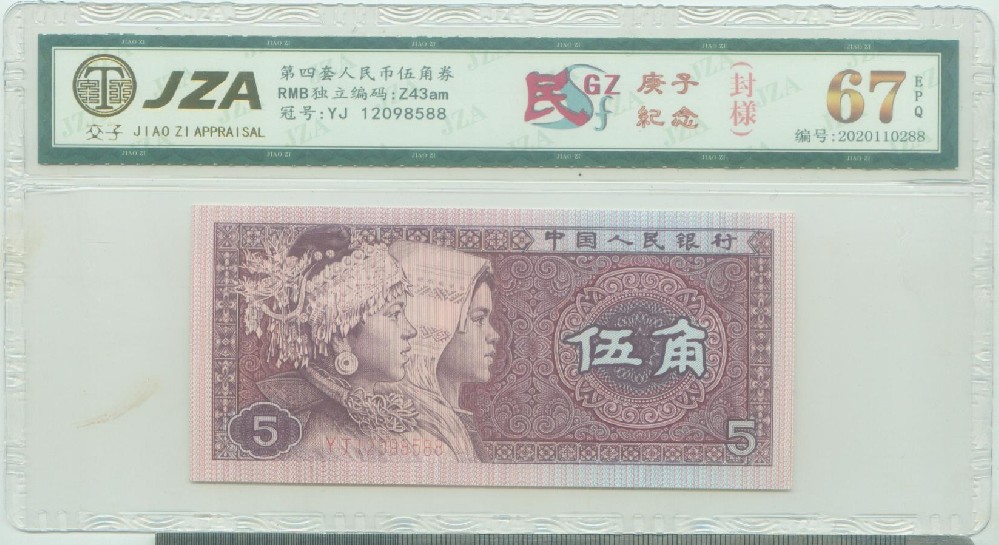 JZA
交子 JIAO ZI APPRAISAL
第四套人民币伍角券
RMB独立编码:Z43am
冠号:YJ 12098588
民
GZ
f
庚子
纪念
(封樣)
67
EPQ
编号:2020110288
中国人民银行
伍角
5
YJ 12098588
5